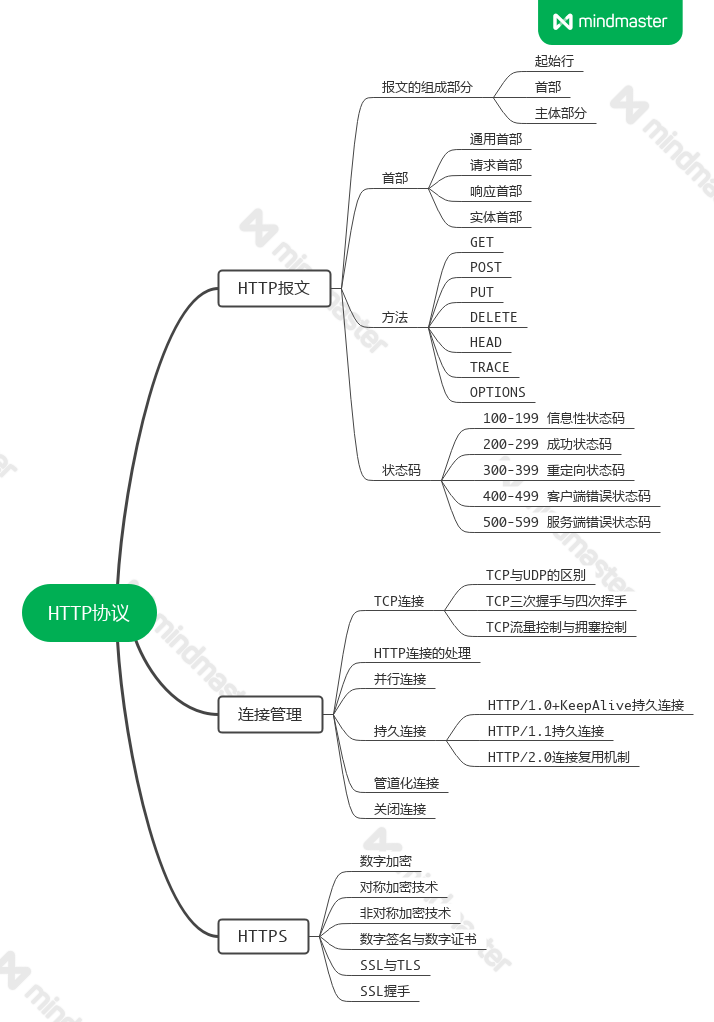 mindmaster
HTTP协议
HTTP报文
报文的组成部分
起始行
首部
主体部分
首部
通用首部
请求首部
响应首部
实体首部
方法
GET
POST
PUT
DELETE
HEAD
TRACE
OPTIONS
状态码
100-199 信息性状态码
200-299 成功状态码
300-399 重定向状态码
400-499 客户端错误状态码
500-599 服务端错误状态码
连接管理
TCP连接
TCP与UDP的区别
TCP三次握手与四次挥手
TCP流量控制与拥塞控制
HTTP连接的处理
并行连接
持久连接
HTTP/1.0+KeepAlive持久连接
HTTP/1.1持久连接
HTTP/2.0连接复用机制
管道化连接
关闭连接
HTTPS
数字加密
对称加密技术
非对称加密技术
数字签名与数字证书
SSL与TLS
SSL握手
mindmaster
mindmaster
mindmaster
mindmaster
mindmaster